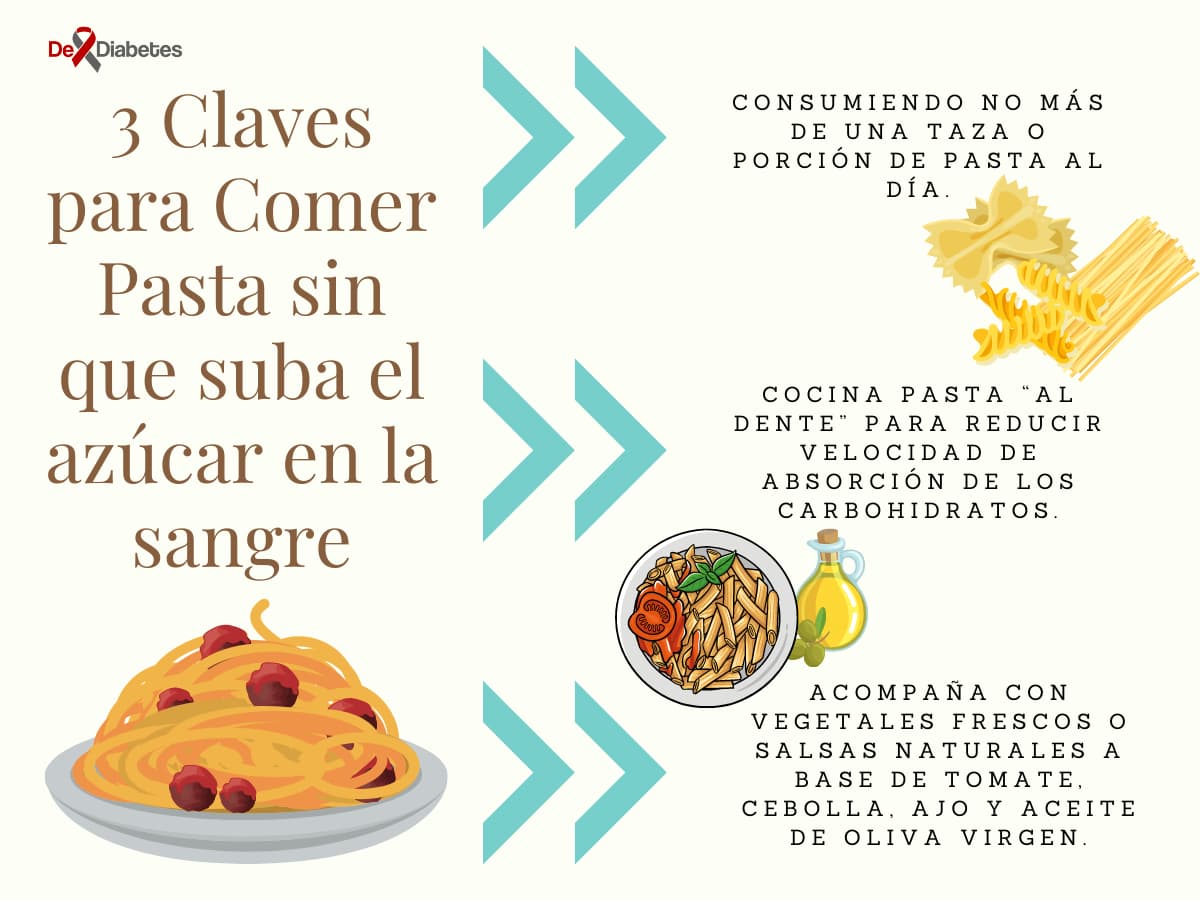 De Diabetes
3 Claves
para Comer
Pasta sin
que suba el
azúcar en la
sangre
CONSUMIENDO NO MÁS
DE UNA TAZA O
PORCIÓN DE PASTA AL
DÍA.
COCINA PASTA “AL
DENTE” PARA REDUCIR
VELOCIDAD DE
ABSORCIÓN DE LOS
CARBOHIDRATOS.
ACOMPAÑA CON
VEGETALES FRESCOS O
SALSAS NATURALES A
BASE DE TOMATE,
CEBOLLA, AJO Y ACEITE
DE OLIVA VIRGEN.